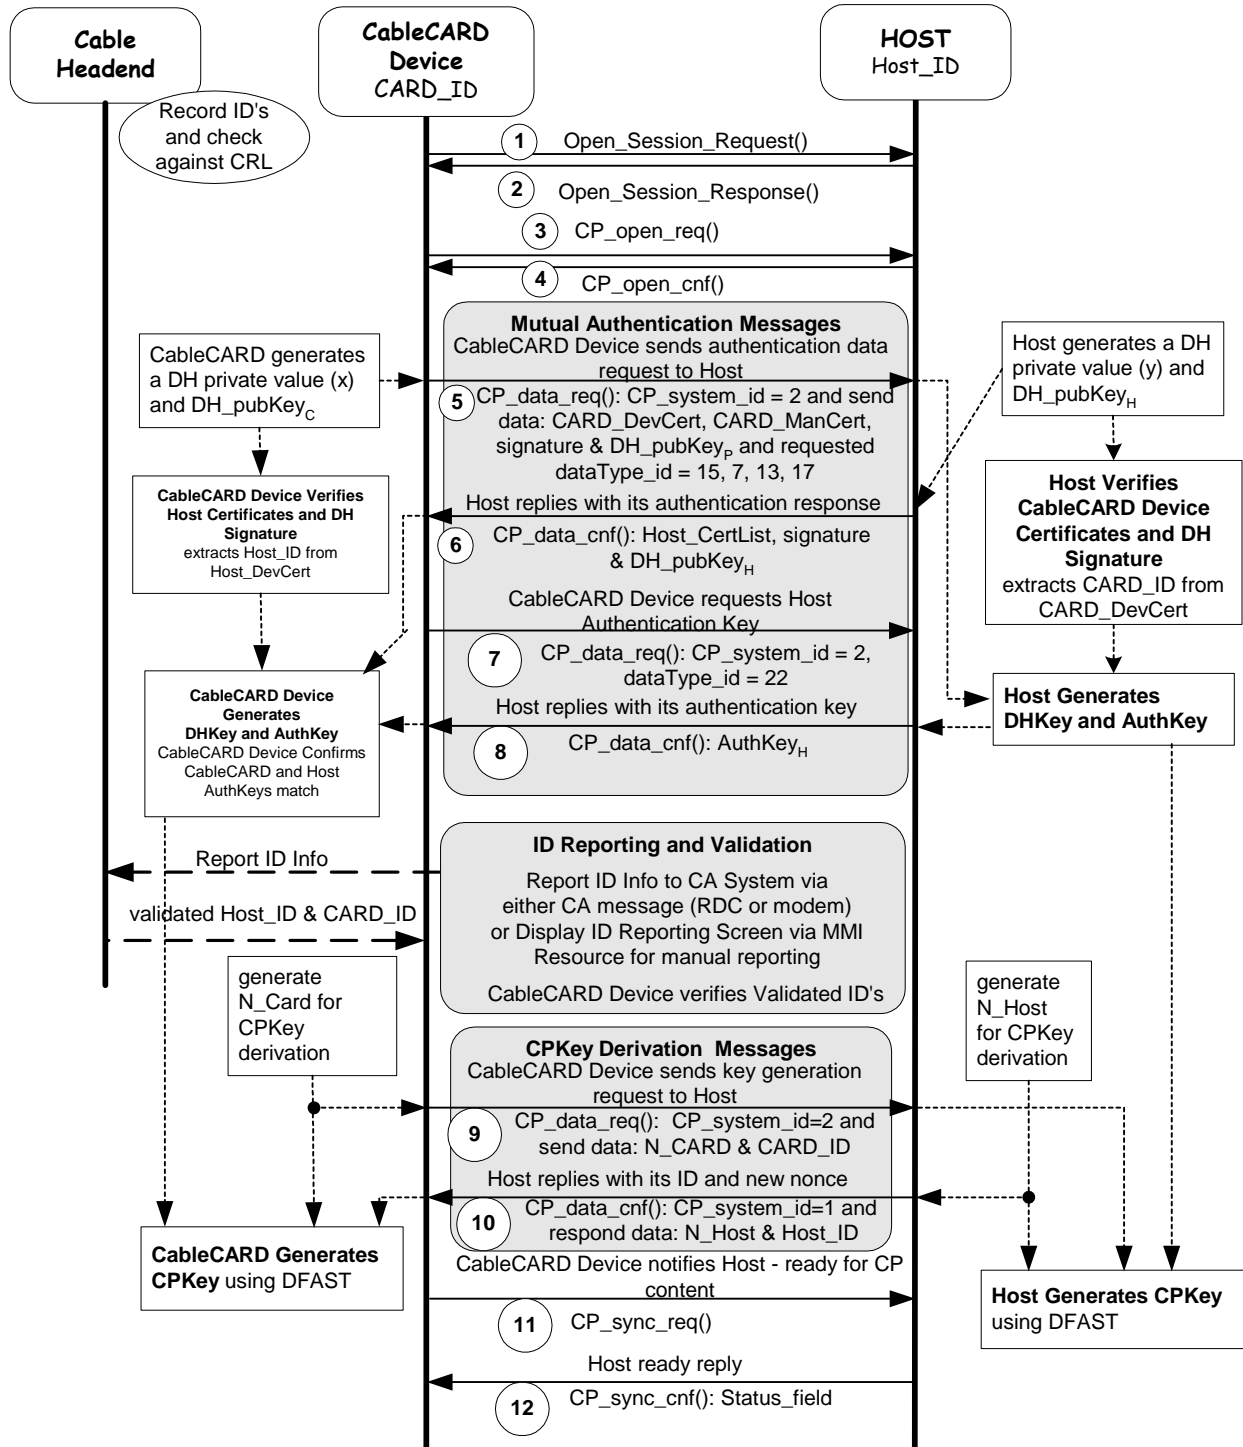 Cable
Headend
CableCARD
Device
CARD_ID
HOST
Host_ID
Record ID's
and check
against CRL
1
Open_Session_Request()
2
Open_Session_Response()
3
CP_open_req()
4
CP_open_cnf()
Mutual Authentication Messages
CableCARD Device sends authentication data
request to Host
5
CP_data_req(): CP_system_id = 2 and send
data: CARD_DevCert, CARD_ManCert,
signature & DH_pubKeyP and requested
dataType_id = 15, 7, 13, 17
CableCARD generates
a DH private value (x)
and DH_pubKeyC
Host generates a DH
private value (y) and
DH_pubKeyH
CableCARD Device Verifies
Host Certificates and DH
Signature
extracts Host_ID from
Host_DevCert
Host Verifies
CableCARD Device
Certificates and DH
Signature
extracts CARD_ID from
CARD_DevCert
Host replies with its authentication response
6
CP_data_cnf(): Host_CertList, signature
& DH_pubKeyH
CableCARD Device requests Host
Authentication Key
7
CP_data_req(): CP_system_id = 2,
dataType_id = 22
Host replies with its authentication key
8
CP_data_cnf(): AuthKeyH
CableCARD Device
Generates
DHKey and AuthKey
CableCARD Device Confirms
CableCARD and Host
AuthKeys match
Host Generates
DHKey and AuthKey
ID Reporting and Validation
Report ID Info to CA System via
either CA message (RDC or modem)
or Display ID Reporting Screen via MMI
Resource for manual reporting
CableCARD Device verifies Validated ID's
Report ID Info
validated Host_ID & CARD_ID
generate
N_Card for
CPKey
derivation
generate
N_Host
for CPKey
derivation
CPKey Derivation Messages
CableCARD Device sends key generation
request to Host
9
CP_data_req(): CP_system_id=2 and
send data: N_CARD & CARD_ID
Host replies with its ID and new nonce
10
CP_data_cnf(): CP_system_id=1 and
respond data: N_Host & Host_ID
CableCARD Generates
CPKey using DFAST
Host Generates CPKey
using DFAST
CableCARD Device notifies Host - ready for CP
content
11
CP_sync_req()
Host ready reply
12
CP_sync_cnf(): Status_field